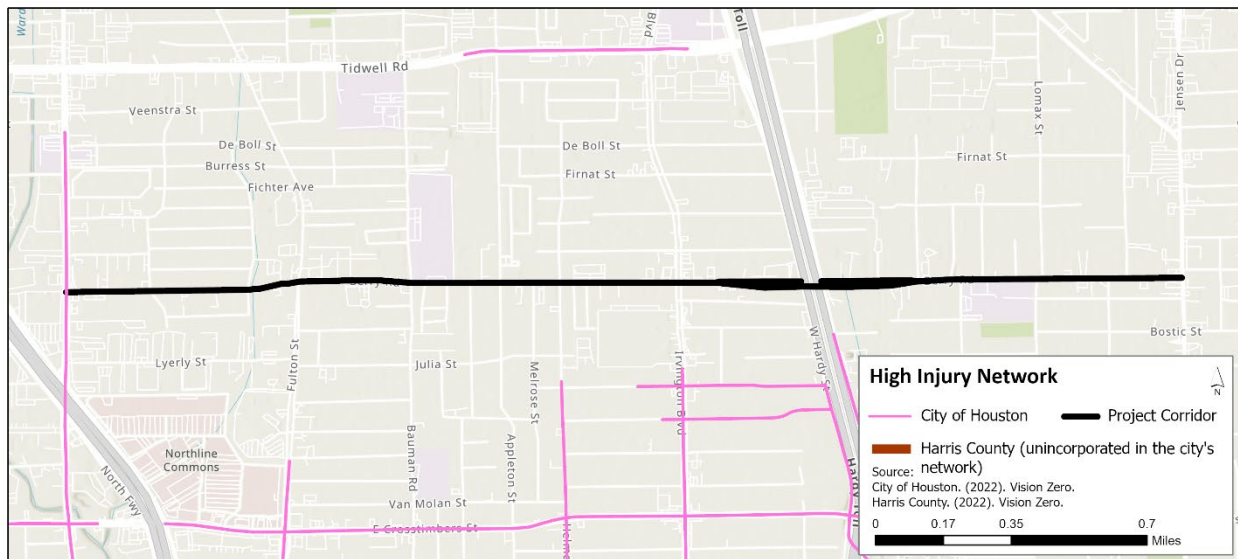 Toll
Blvd
Tidwell Rd
Jensen Dr
Lomax St
Veenstra St
De Boll St
De Boll St
Burress St
Firnat St
Firnat St
Fichter Ave
Bostic St
Lyerly St
Fulton St
Julia St
Melrose St
Irvington Blvd
W Hardy St
Northline
Commons
Bauman Rd
Appleton St
North Fwy
Van Molan St
E Crosstimbers St
Hardy Toll
High Injury Network
N
City of Houston
Project Corridor
Harris County (unincorporated in the city's
network)
Source:
City of Houston. (2022). Vision Zero.
Harris County. (2022). Vision Zero.
0 0.17 0.35 0.7
Miles